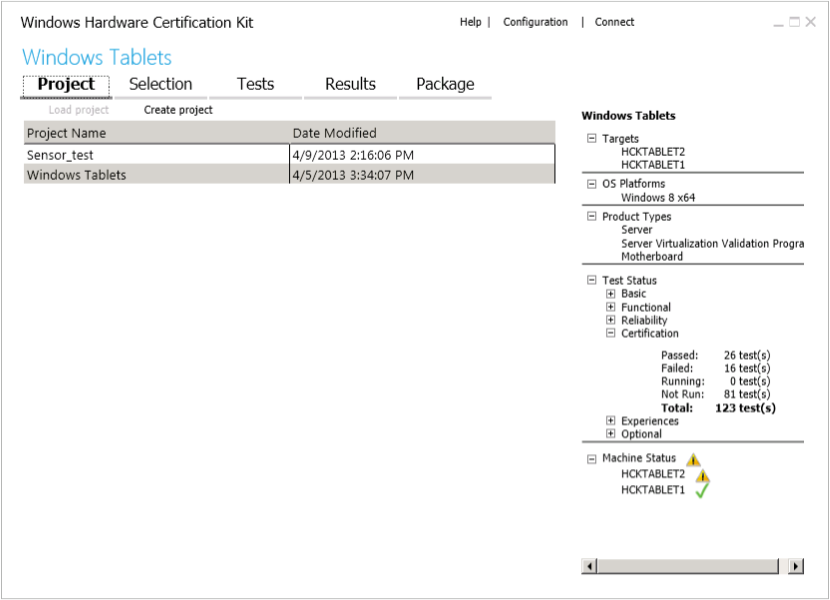 Windows Hardware Certification Kit
Help | Configuration | Connect
Windows Tablets
Project Selection Tests Results Package
Load project Create project
Project Name Date Modified
Sensor_test 4/9/2013 2:16:06 PM
Windows Tablets 4/5/2013 3:34:07 PM
Windows Tablets
Targets
HCKTABLET2
HCKTABLET1
OS Platforms
Windows 8 x64
Product Types
Server
Server Virtualization Validation Progra
Motherboard
Test Status
Basic
Functional
Reliability
Certification
Passed: 26 test(s)
Failed: 16 test(s)
Running: 0 test(s)
Not Run: 81 test(s)
Total: 123 test(s)
Experiences
Optional
Machine Status
HCKTABLET2
HCKTABLET1